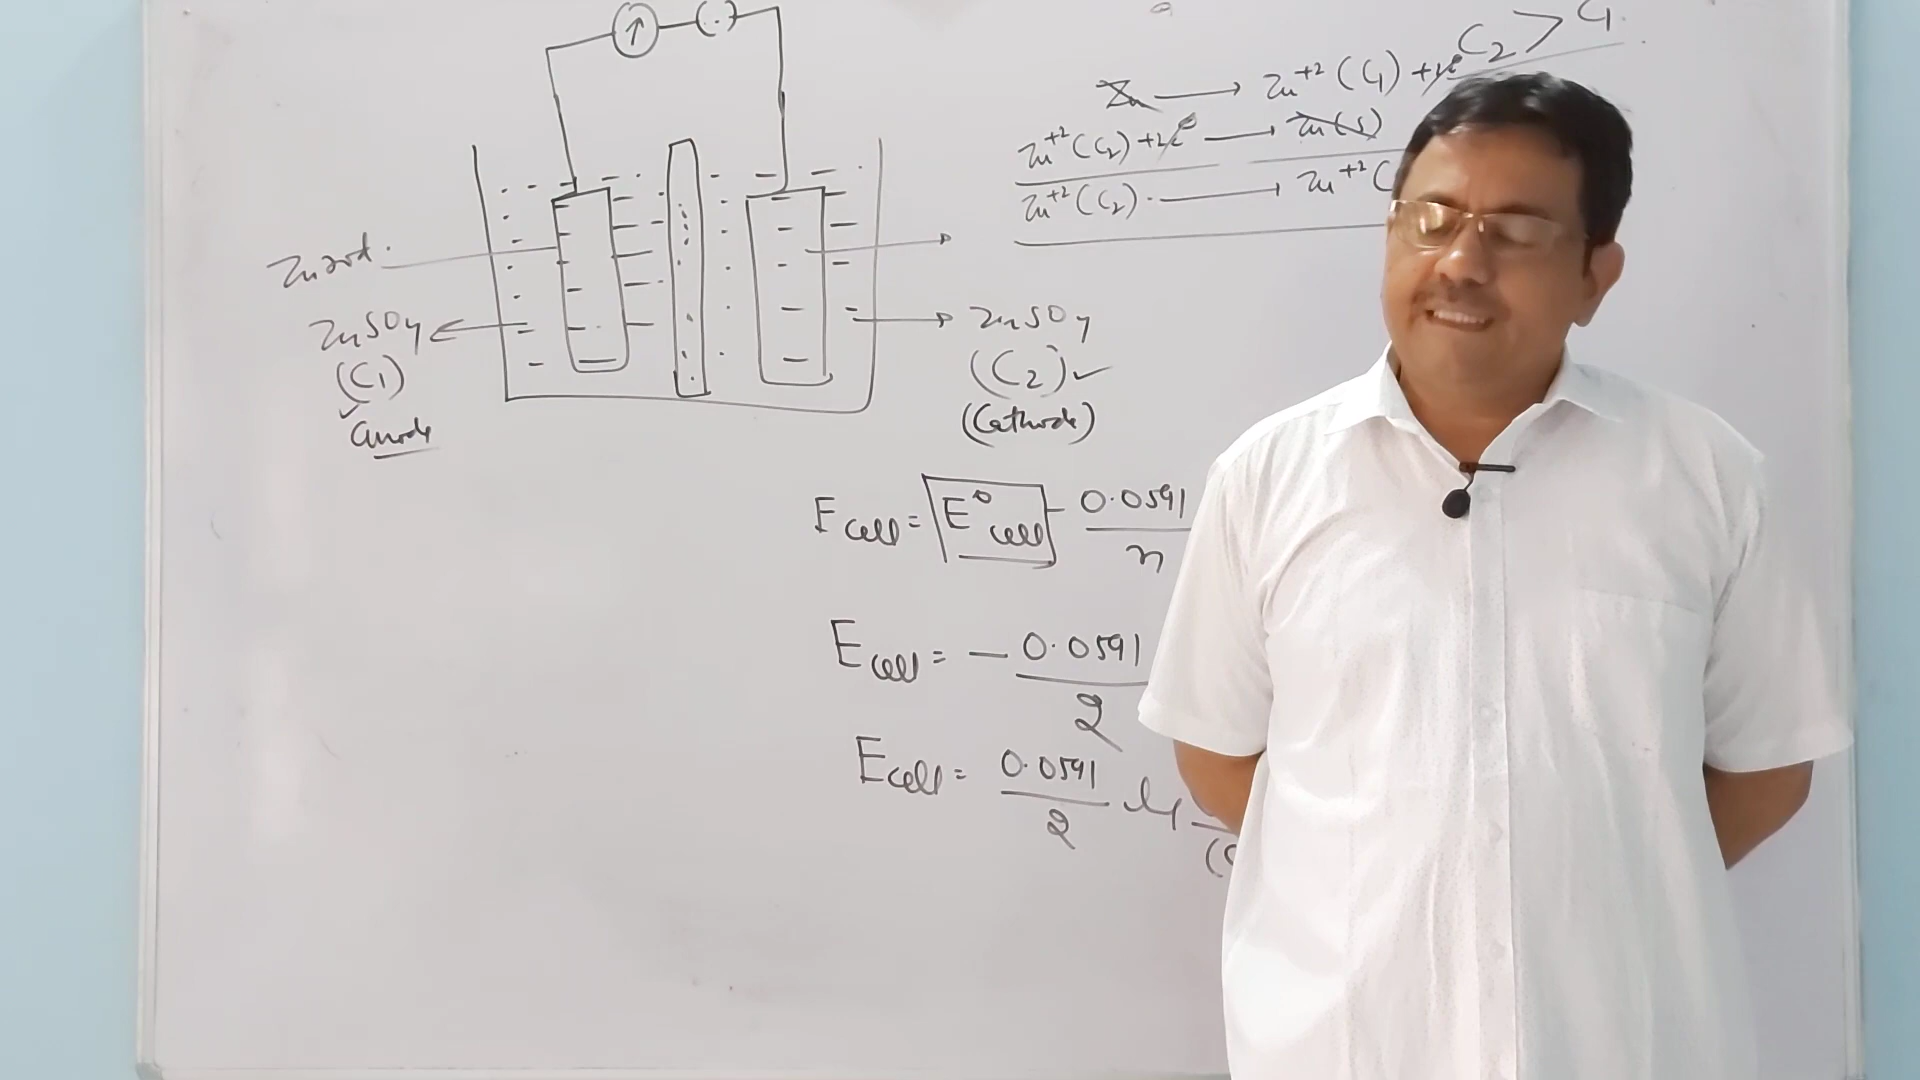 C₂ > C₁
Zn → Zn⁺² (C₁) + 2e
Zn⁺² (C₂) + 2e → Zn(s)
Zn⁺² (C₂) → Zn⁺² (
Zn rod.
ZnSO4
(C₁)
anode
ZnSO4
(C₂)
(Cathode)
Ecell = E°cell - 0.0591
n
Ecell = - 0.0591
2
Ecell = 0.0591
2